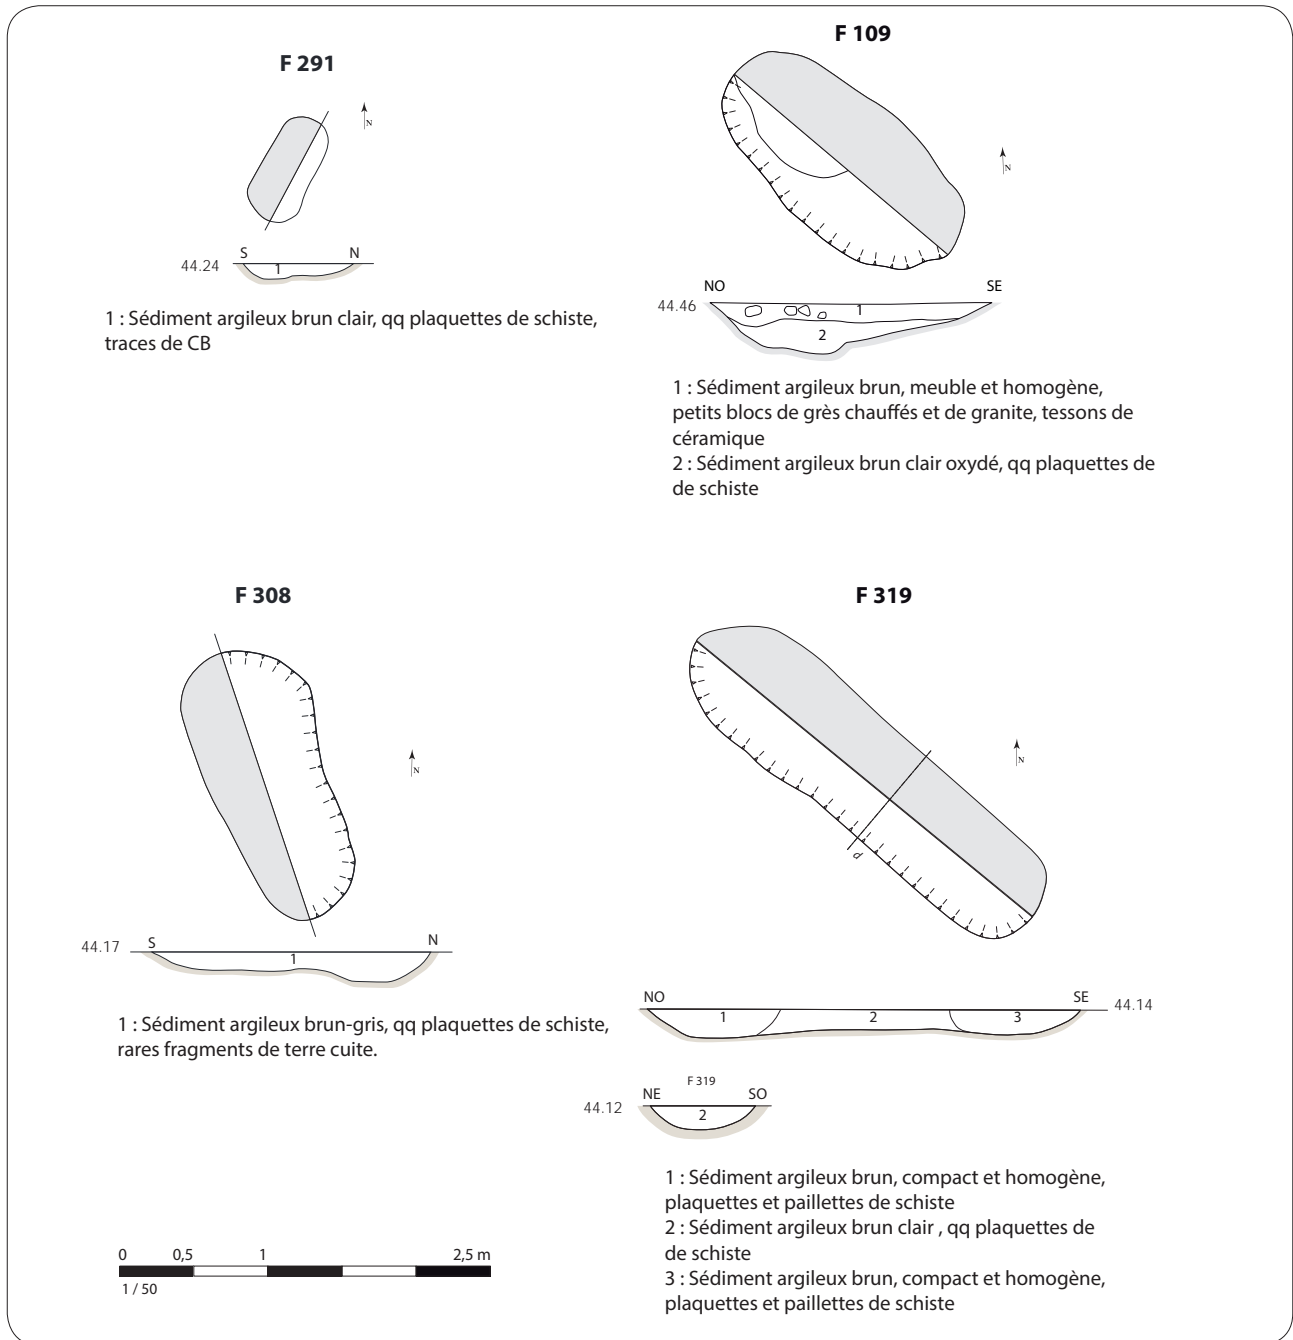 F 291
N
S N
44.24
1
1 : Sédiment argileux brun clair, qq plaquettes de schiste,
traces de CB
F 109
N
NO SE
44.46
1
2
1 : Sédiment argileux brun, meuble et homogène,
petits blocs de grès chauffés et de granite, tessons de
céramique
2 : Sédiment argileux brun clair oxydé, qq plaquettes de
de schiste
F 308
N
S N
44.17
1
1 : Sédiment argileux brun-gris, qq plaquettes de schiste,
rares fragments de terre cuite.
F 319
N
d
NO SE
44.14
1 2 3
F 319
NE SO
44.12
2
1 : Sédiment argileux brun, compact et homogène,
plaquettes et paillettes de schiste
2 : Sédiment argileux brun clair , qq plaquettes de
de schiste
3 : Sédiment argileux brun, compact et homogène,
plaquettes et paillettes de schiste
0 0,5 1 2,5 m
1 / 50